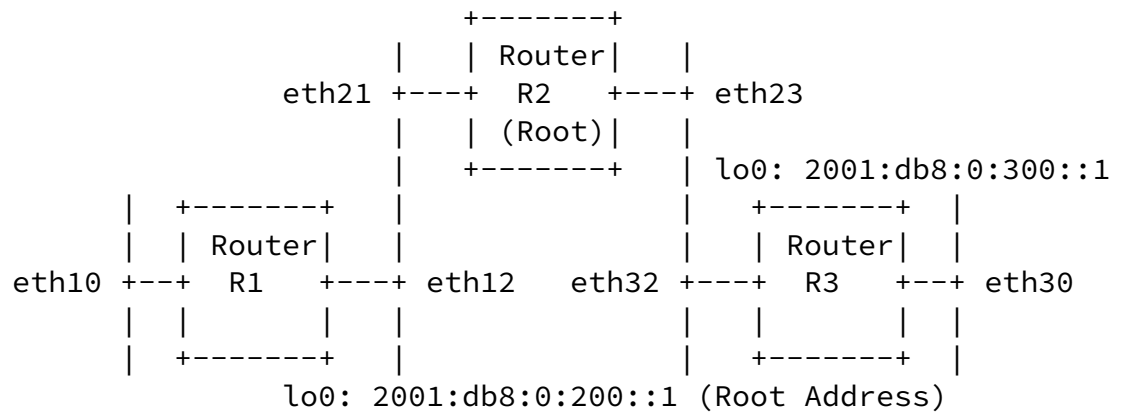 Router
eth21 R2 eth23
(Root)
lo0: 2001:db8:0:300::1
Router Router
eth10 R1 eth12 eth32 R3 eth30
lo0: 2001:db8:0:200::1 (Root Address)